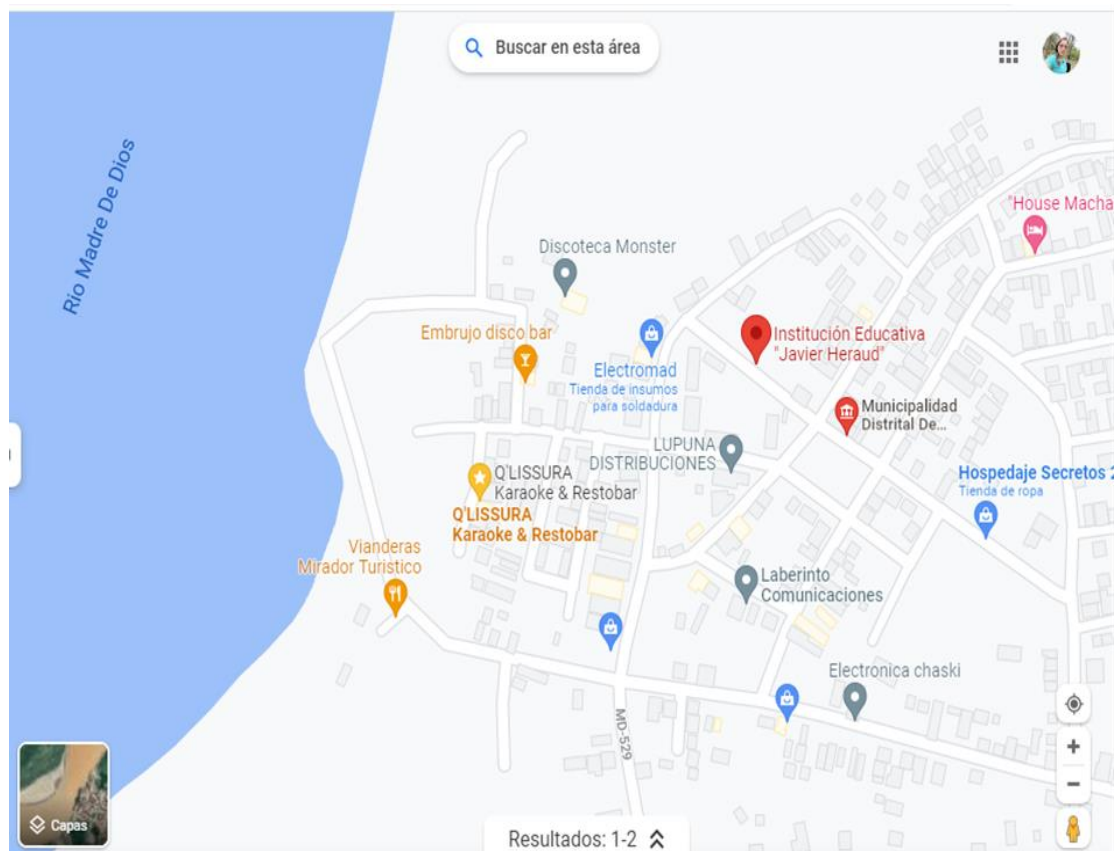 Buscar en esta área
Rio Madre De Dios
"House Macha
Discoteca Monster
Embrujo disco bar
Institución Educativa
"Javier Heraud"
Electromad
Tienda de insumos
para soldadura
Municipalidad
Distrital De...
LUPUNA
DISTRIBUCIONES
Q'LISSURA
Karaoke & Restobar
Q'LISSURA
Karaoke & Restobar
Hospedaje Secretos 2
Tienda de ropa
Vianderas
Mirador Turistico
Laberinto
Comunicaciones
Electronica chaski
MD-529
Capas
Resultados: 1-2